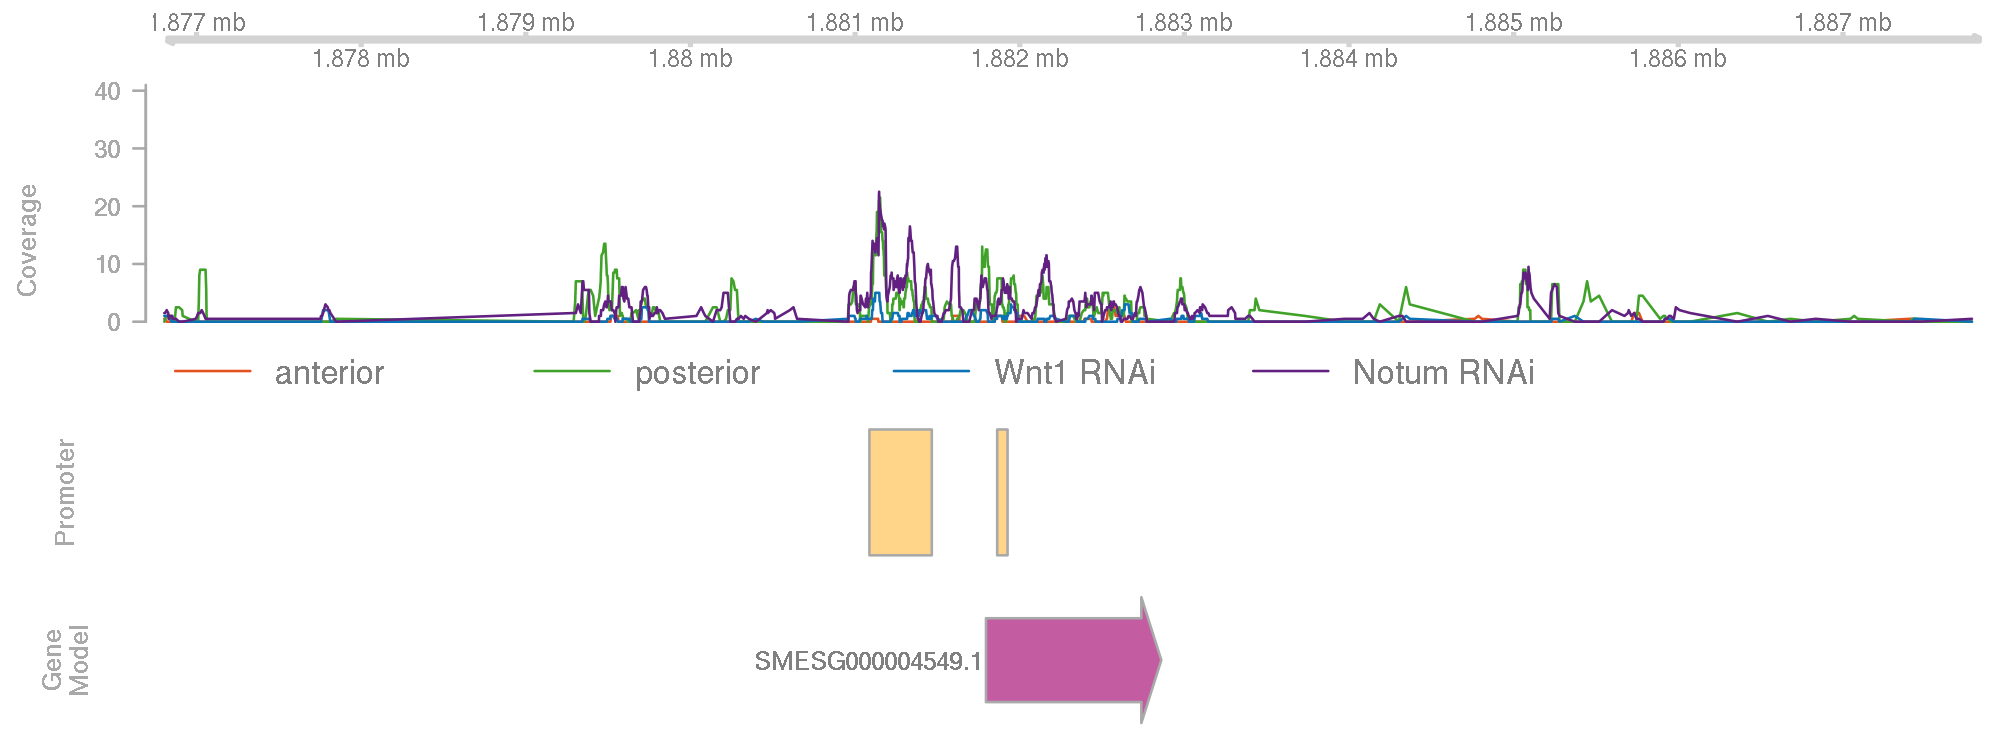 1.877 mb 1.879 mb 1.881 mb 1.883 mb 1.885 mb 1.887 mb
1.878 mb 1.88 mb 1.882 mb 1.884 mb 1.886 mb
40
30
20
10
0
Coverage
anterior posterior Wnt1 RNAi Notum RNAi
Promoter
Gene
Model
SMESG000004549.1